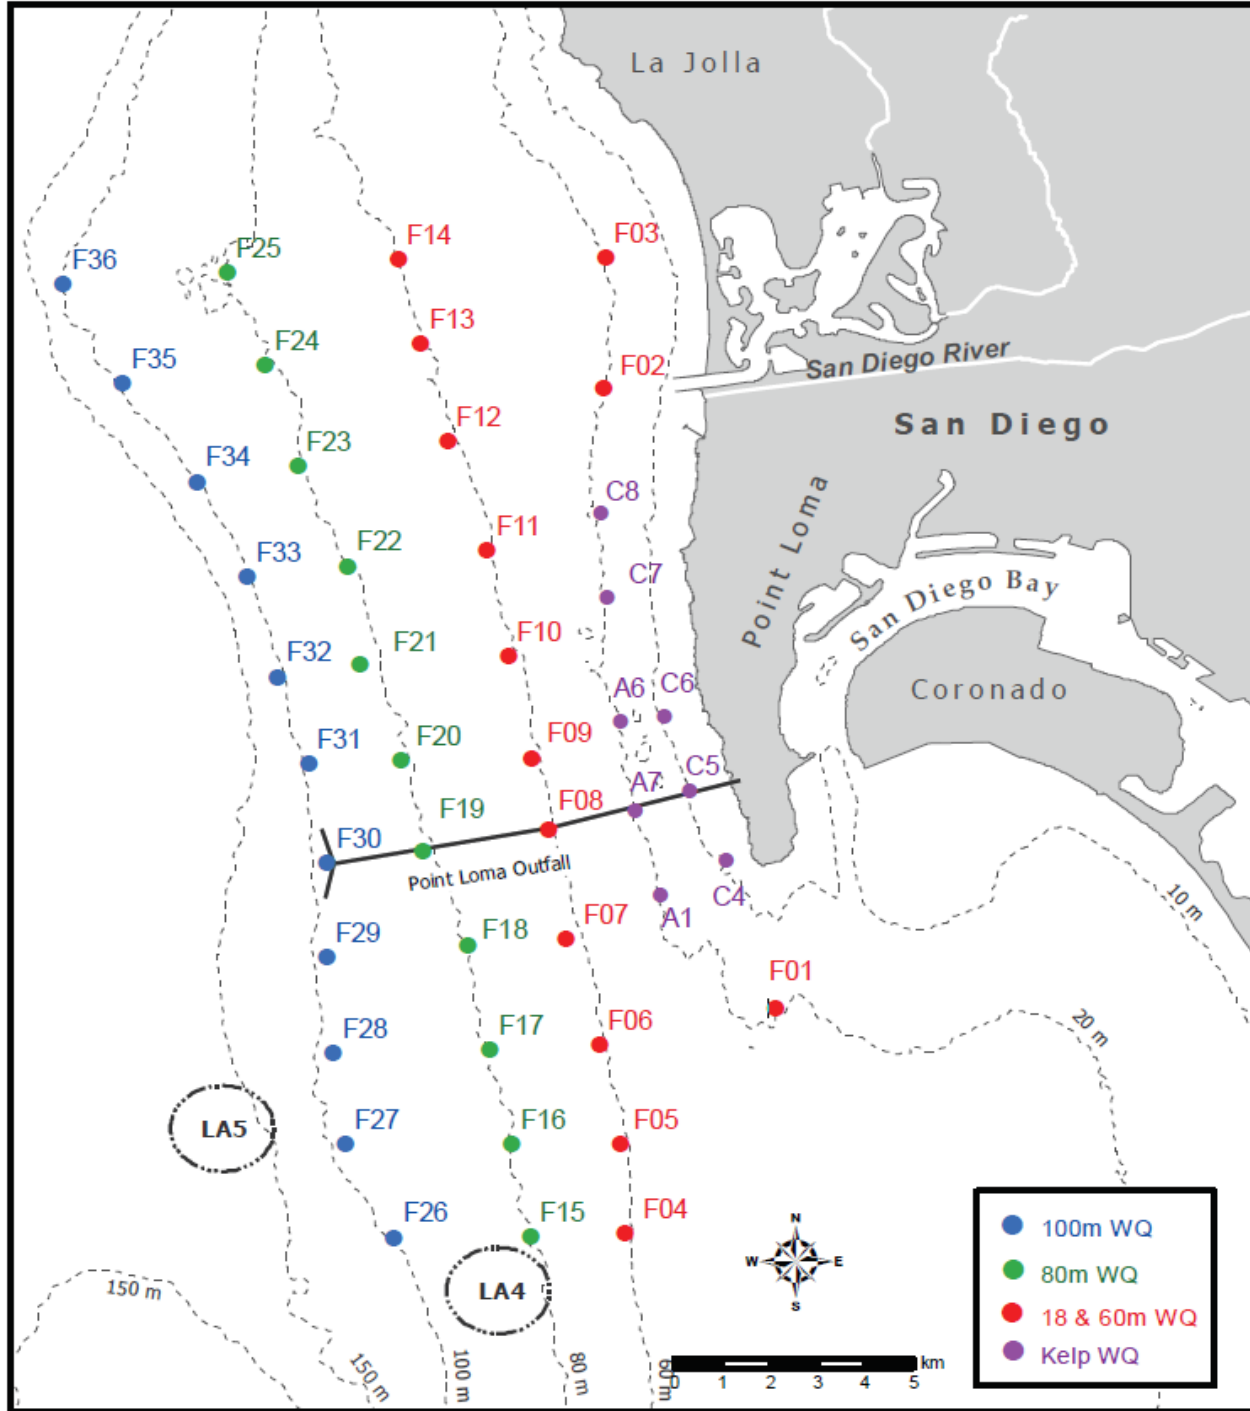 La Jolla
F14
F03
F25
F36
F13
F24
San Diego River
F35
F02
F12
San Diego
F23
F34
C8
Point Loma
F11
F22
F33
C7
San Diego Bay
F10
F21
F32
A6
C6
Coronado
F31
F20
F09
C5
A7
F19
F08
F30
Point Loma Outfall
C4
10 m
A1
F07
F18
F29
F01
F28
F17
F06
20 m
LA5
F27
F16
F05
F26
F15
F04
N
W
E
S
150 m
LA4
150 m
100 m
80 m
60 m
0
1
2
3
4
5
km
100m WQ
80m WQ
18 & 60m WQ
Kelp WQ